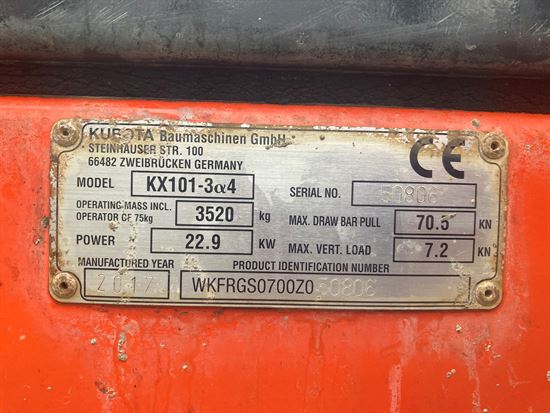 KUBOTA Baumaschinen GmbH
STEINHÄUSER STR. 100
66482 ZWEIBRÜCKEN GERMANY
CE
MODEL KX101-3α4
SERIAL NO. 50806
OPERATING MASS INCL. OPERATOR CF 75kg 3520 kg
MAX. DRAW BAR PULL 70.5 KN
POWER 22.9 KW
MAX. VERT. LOAD 7.2 KN
MANUFACTURED YEAR
PRODUCT IDENTIFICATION NUMBER
2017 WKFRGS0700Z050806